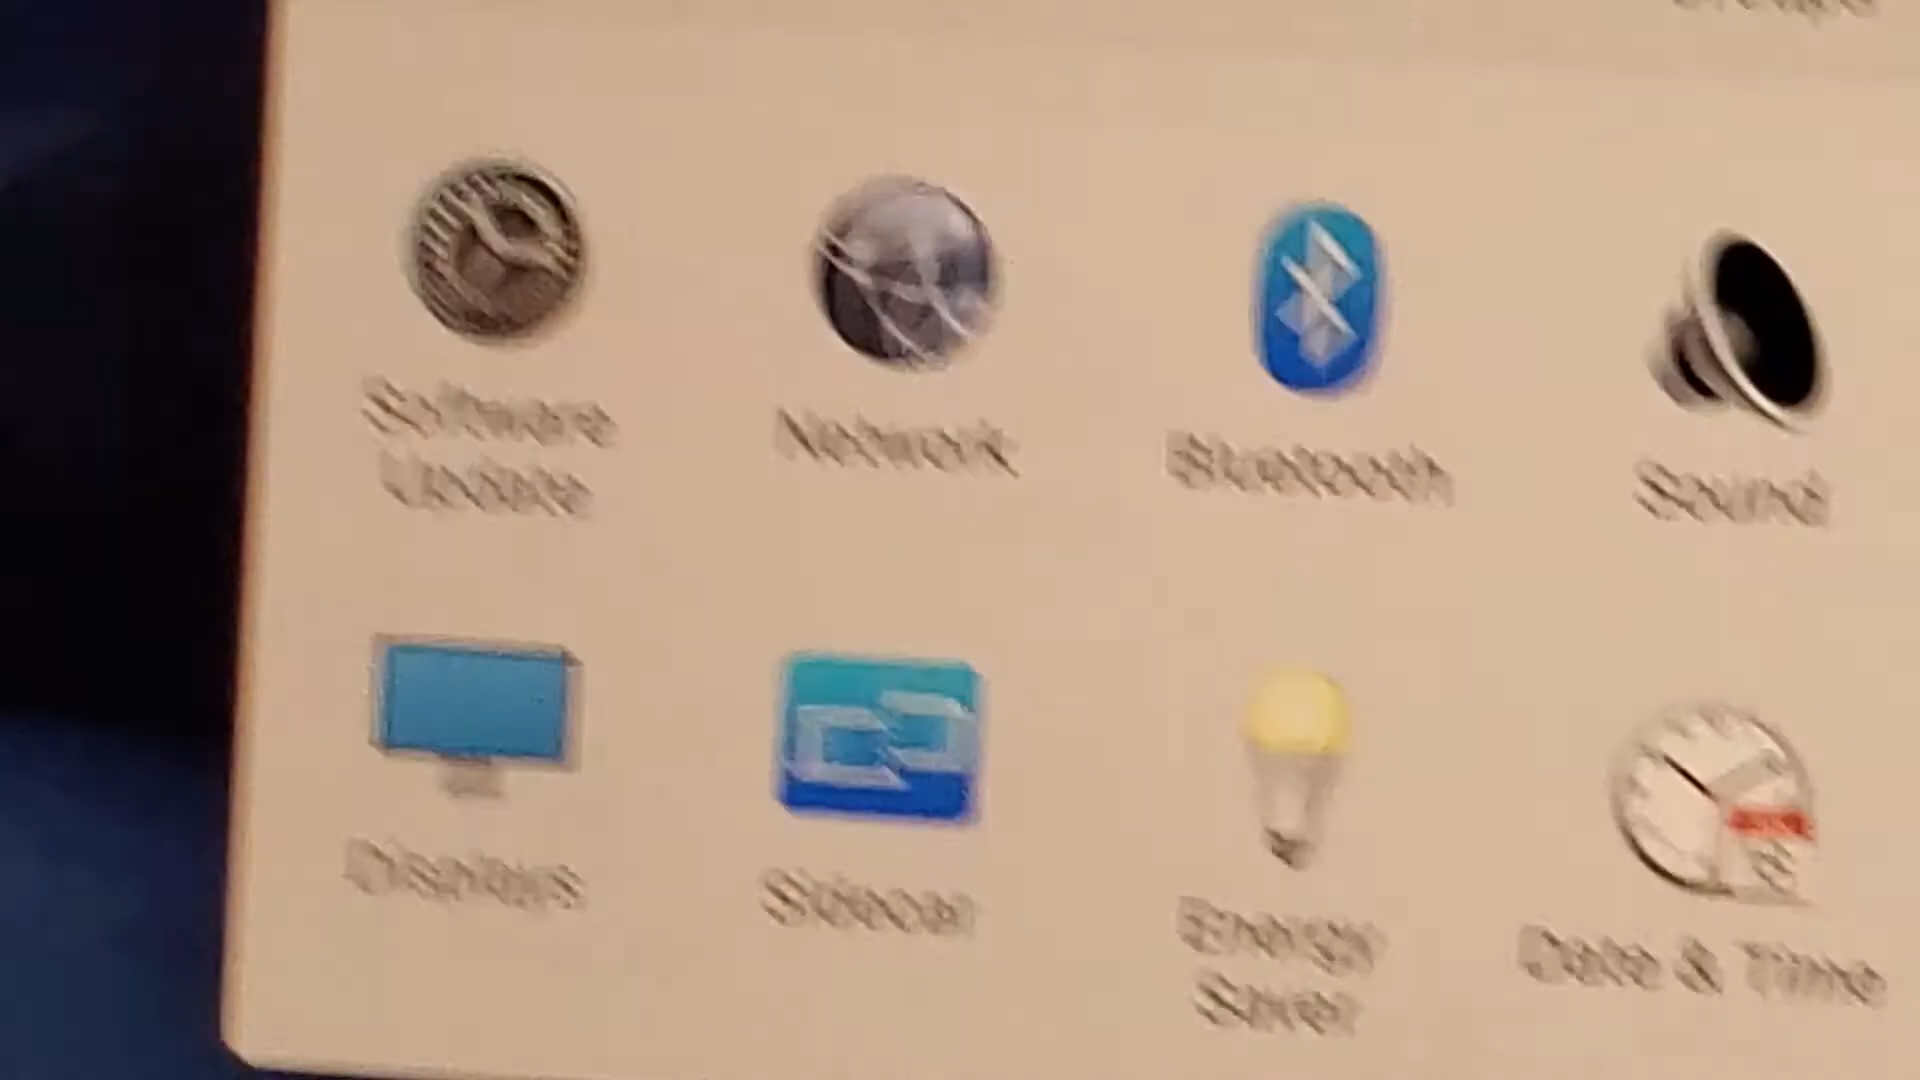 Software
Update
Network
Bluetooth
Sound
Displays
Sidecar
Energy
Saver
Date & Time